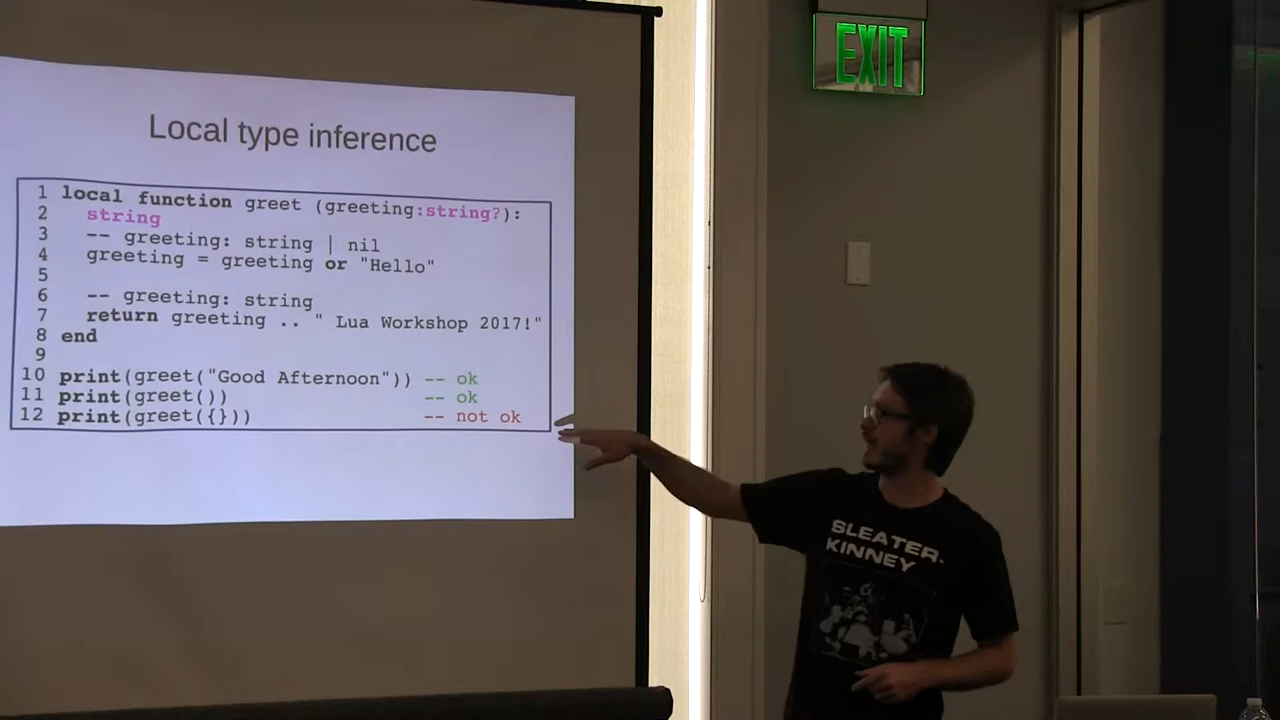 EXIT
Local type inference
1 local function greet (greeting:string?):
2 string
3 -- greeting: string | nil
4 greeting = greeting or "Hello"
5
6 -- greeting: string
7 return greeting .. " Lua Workshop 2017!"
8 end
9
10 print(greet("Good Afternoon")) -- ok
11 print(greet()) -- ok
12 print(greet({})) -- not ok
SLEATER-
KINNEY